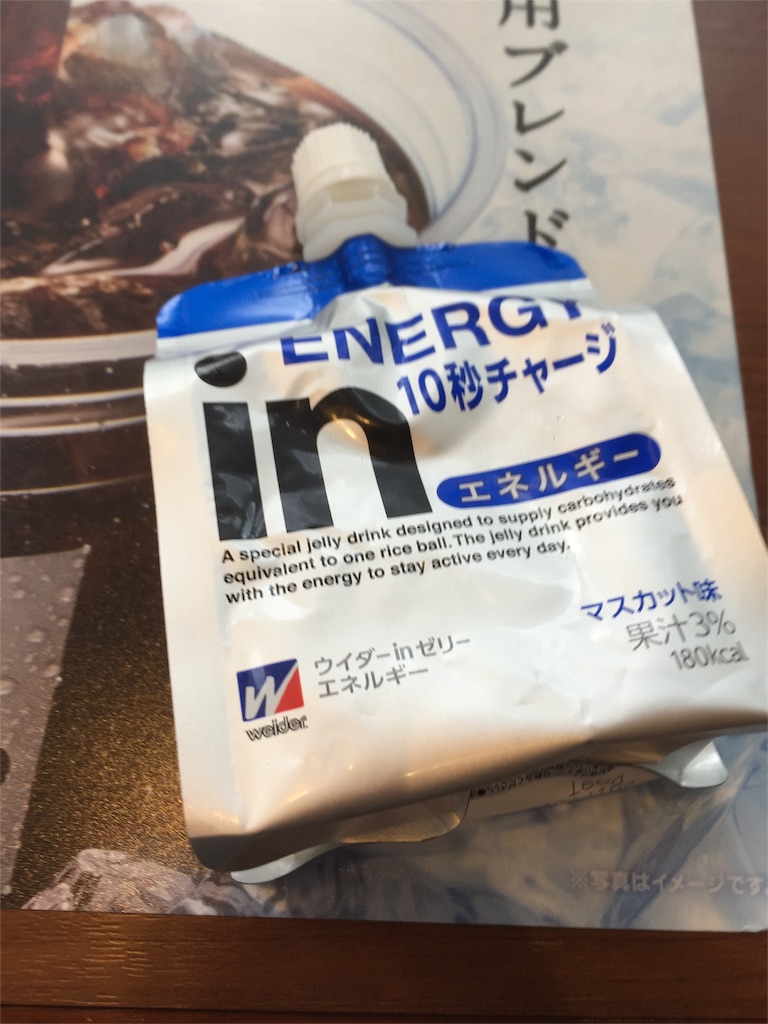 用ブレンド
ENERGY
10秒チャージ
in
エネルギー
A special jelly drink designed to supply carbohydrates
equivalent to one rice ball. The jelly drink provides you
with the energy to stay active every day.
マスカット味
果汁3%
180kcal
ウイダーinゼリー
エネルギー
W
weider
※写真はイメージです